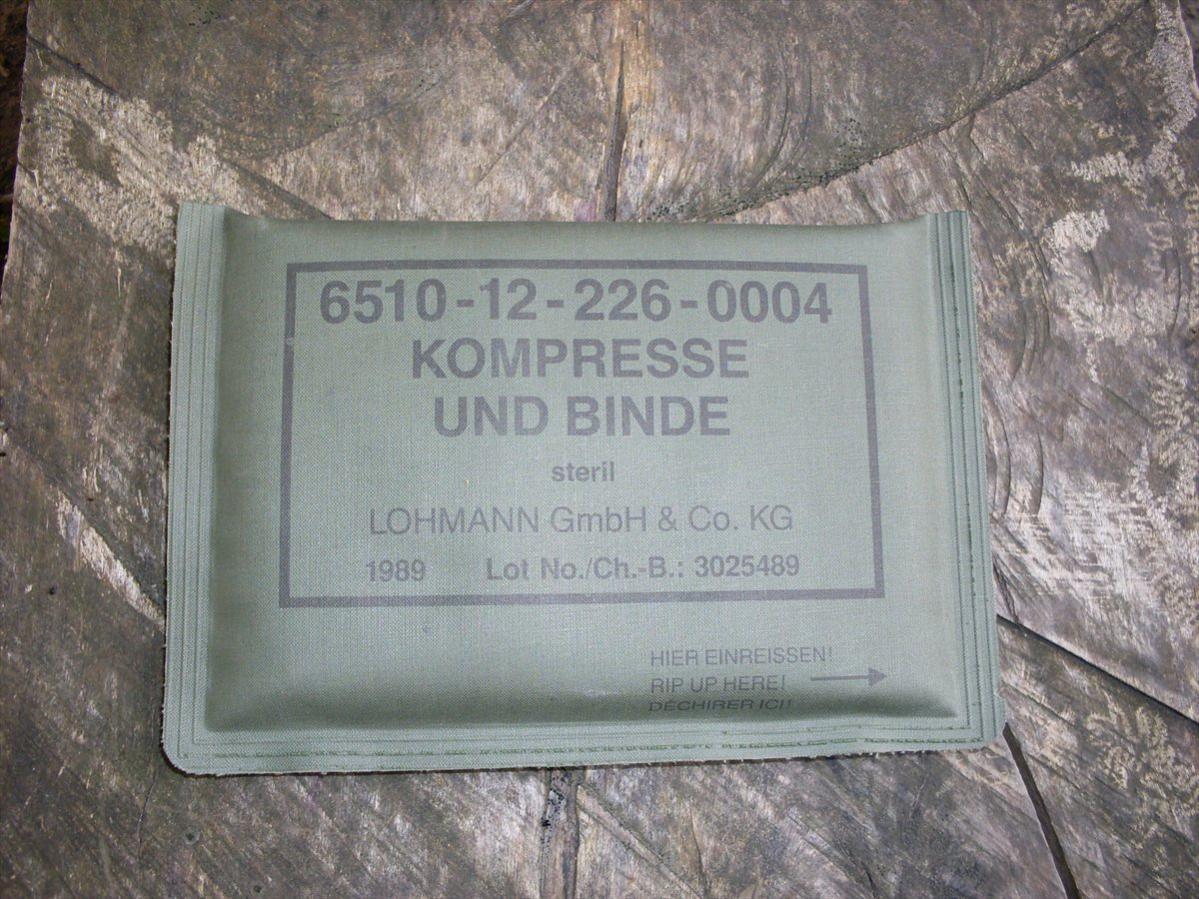 6510-12-226-0004
KOMPRESSE
UND BINDE
steril
LOHMANN GmbH & Co. KG
1989 Lot No./Ch.-B.: 3025489
HIER EINREISSEN!
RIP UP HERE!
DÉCHIRER ICI!